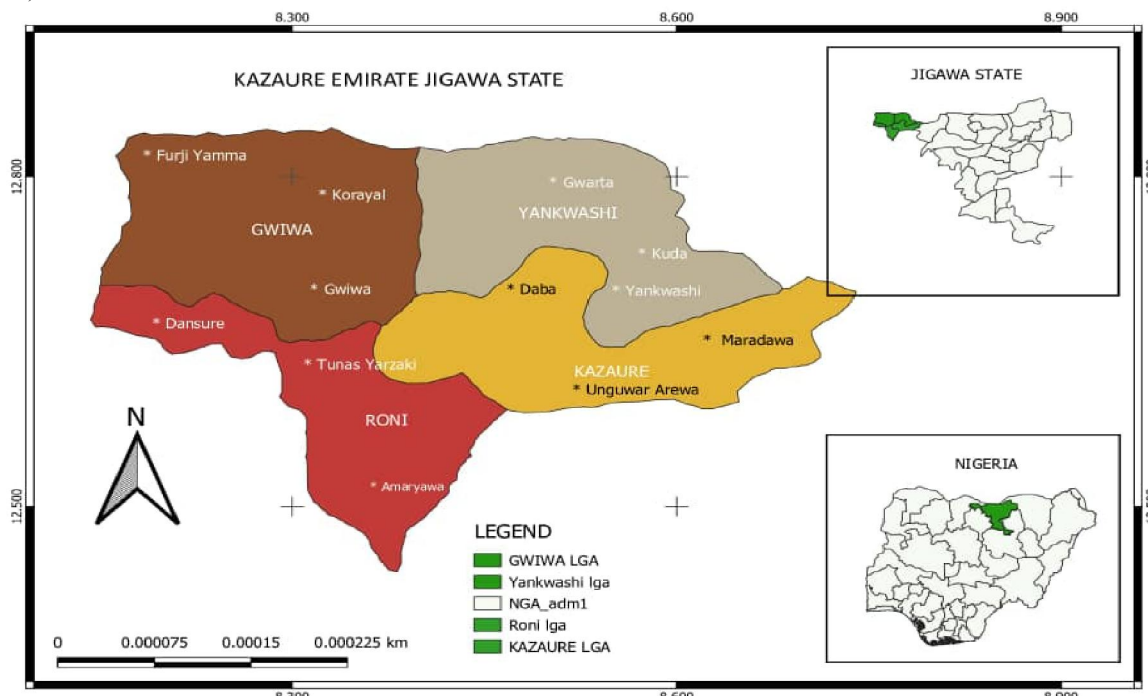 8.300 8.600 8.900
KAZAURE EMIRATE JIGAWA STATE
JIGAWA STATE
* Furji Yamma
12.800
* Korayal
* Gwarta
YANKWASHI
GWIWA
* Kuda
* Gwiwa
* Daba
* Yankwashi
* Dansure
* Maradawa
* Tunas Yarzaki
KAZAURE
* Unguwar Arewa
RONI
N
NIGERIA
* Amaryawa
12.500
LEGEND
GWIWA LGA
Yankwashi lga
NGA_adm1
Roni lga
KAZAURE LGA
0 0.000075 0.00015 0.000225 km